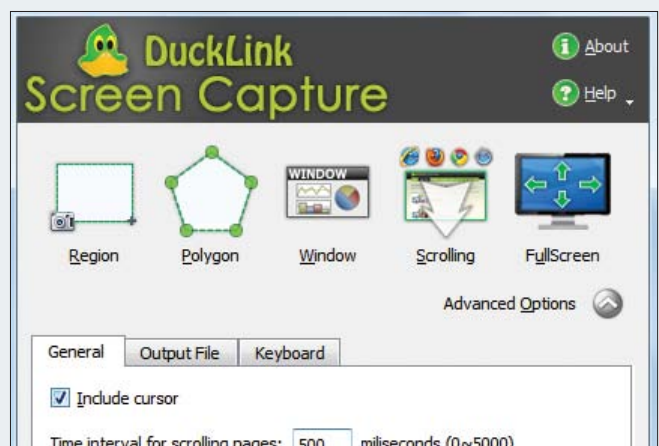 DuckLink
Screen Capture
About
Help
WINDOW
Region Polygon Window Scrolling FullScreen
Advanced Options
General Output File Keyboard
Include cursor
Time interval for scrolling pages: 500 miliseconds (0~5000)